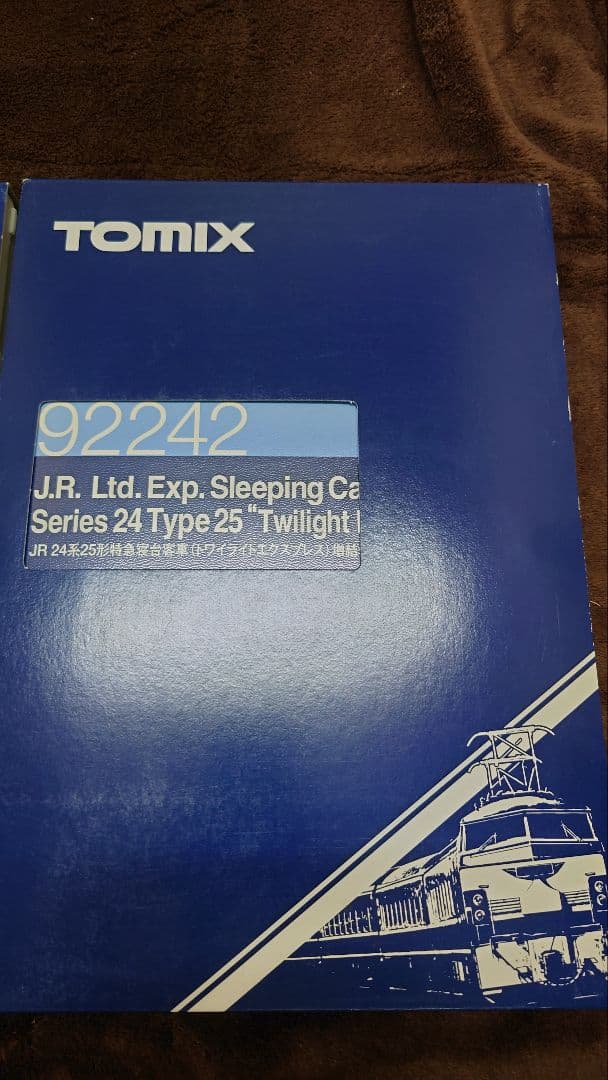 TOMIX
92242
J.R. Ltd. Exp. Sleeping Ca
Series 24 Type 25 "Twilight
JR 24系25形特急寝台客車(トワイライトエクスプレス)増結